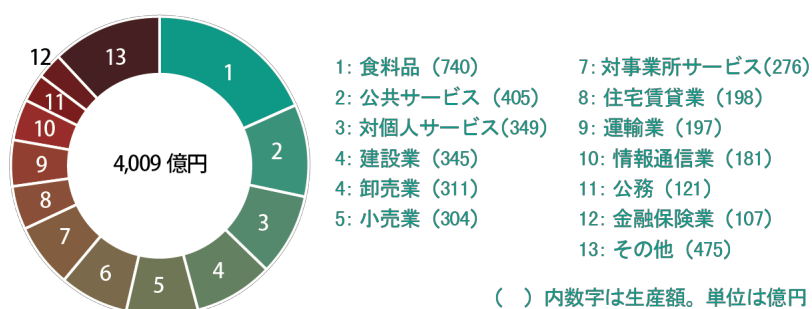 12
13
1
11
2
10
4,009 億円
9
3
8
7
4
6
5
1: 食料品（740）
2: 公共サービス（405）
3: 対個人サービス(349)
4: 建設業（345）
4: 卸売業（311）
5: 小売業（304）
7: 対事業所サービス(276)
8: 住宅賃貸業（198）
9: 運輸業（197）
10: 情報通信業（181）
11: 公務（121）
12: 金融保険業（107）
13: その他（475）
（　）内数字は生産額。単位は億円